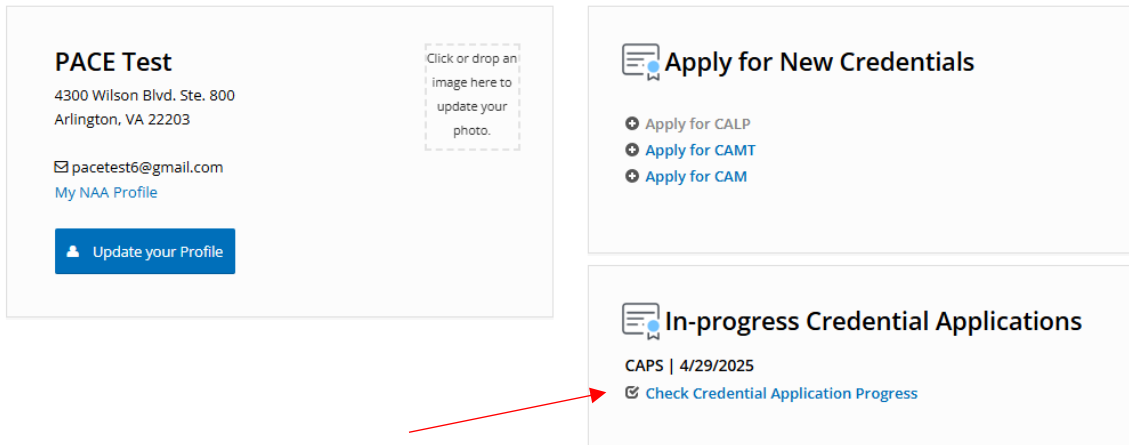 PACE Test
4300 Wilson Blvd. Ste. 800
Arlington, VA 22203
pacetest6@gmail.com
My NAA Profile
Update your Profile
Click or drop an
image here to
update your
photo.
Apply for New Credentials
Apply for CALP
Apply for CAMT
Apply for CAM
In-progress Credential Applications
CAPS | 4/29/2025
Check Credential Application Progress